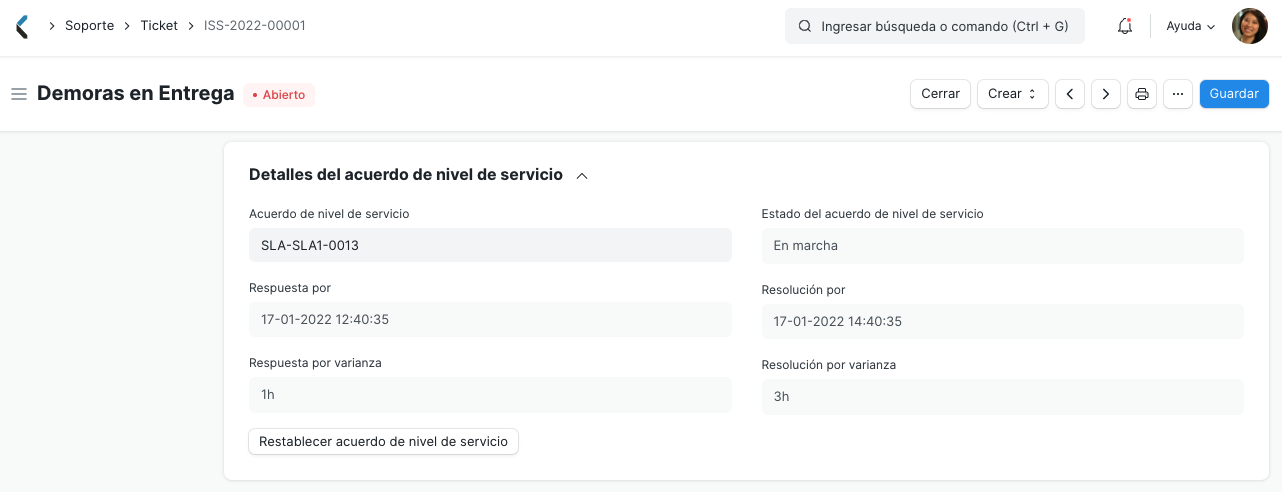 Soporte Ticket ISS-2022-00001
Ingresar búsqueda o comando (Ctrl + G)
Ayuda
Demoras en Entrega
• Abierto
Cerrar
Crear
...
Guardar
Detalles del acuerdo de nivel de servicio
Acuerdo de nivel de servicio
SLA-SLA1-0013
Estado del acuerdo de nivel de servicio
En marcha
Respuesta por
17-01-2022 12:40:35
Resolución por
17-01-2022 14:40:35
Respuesta por varianza
1h
Resolución por varianza
3h
Restablecer acuerdo de nivel de servicio